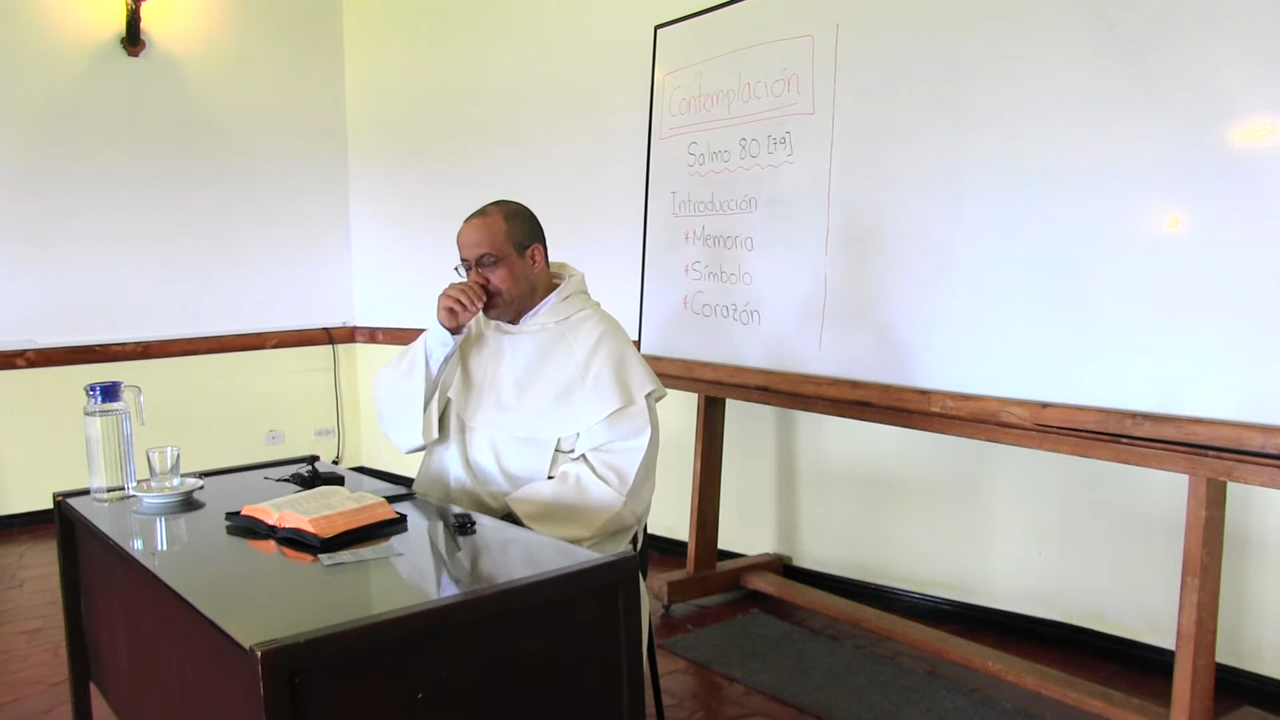 Contemplación
Salmo 80 [79]
Introducción
*Memoria
*Símbolo
*Corazón